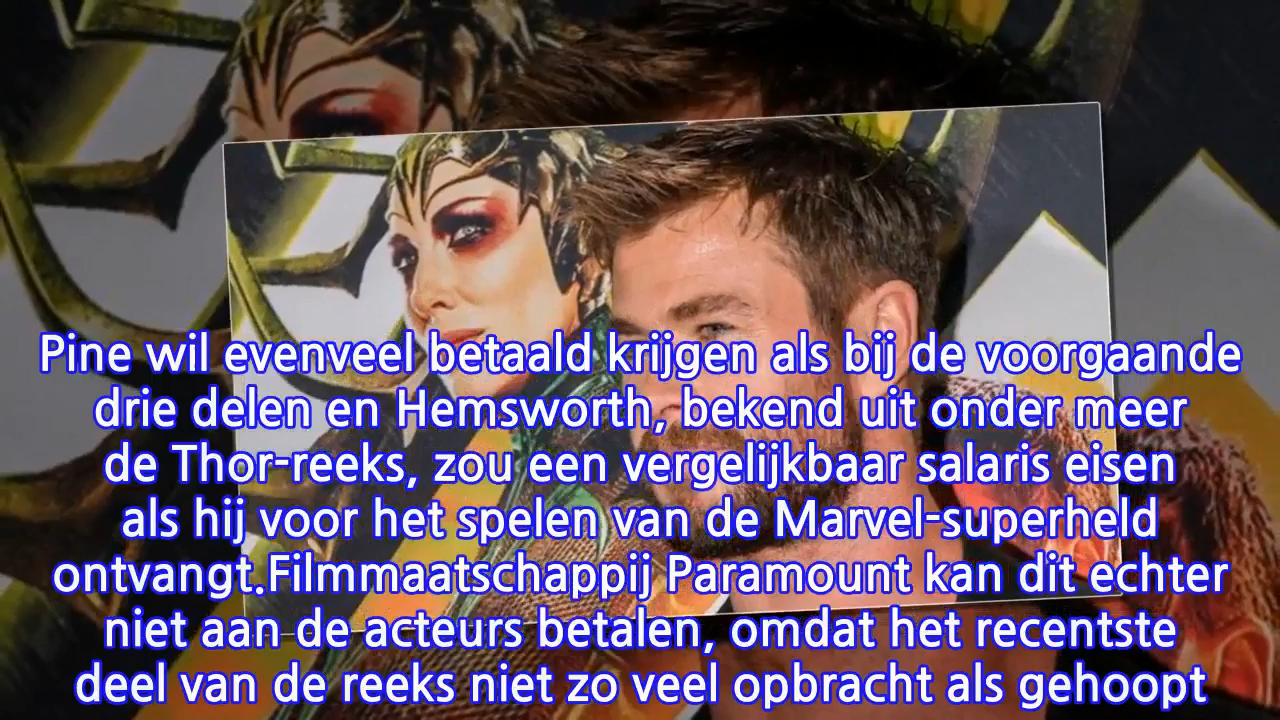 Pine wil evenveel betaald krijgen als bij de voorgaande
drie delen en Hemsworth, bekend uit onder meer
de Thor-reeks, zou een vergelijkbaar salaris eisen
als hij voor het spelen van de Marvel-superheld
ontvangt.Filmmaatschappij Paramount kan dit echter
niet aan de acteurs betalen, omdat het recentste
deel van de reeks niet zo veel opbracht als gehoopt